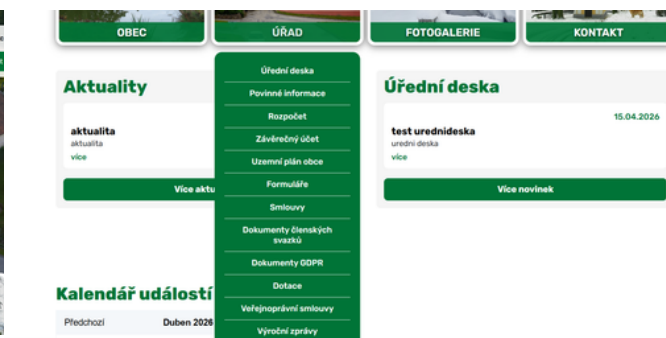 OBEC
ÚŘAD
FOTOGALERIE
KONTAKT
Úřední deska
Povinné informace
Rozpočet
Závěrečný účet
Uzemní plán obce
Formuláře
Smlouvy
Dokumenty členských
svazků
Dokumenty GDPR
Dotace
Veřejnoprávní smlouvy
Výroční zprávy
Aktuality
aktualita
aktualita
více
Více aktu
Úřední deska
15.04.2026
test urednideska
uredni deska
více
Více novinek
Kalendář událostí
Předchozí
Duben 2026